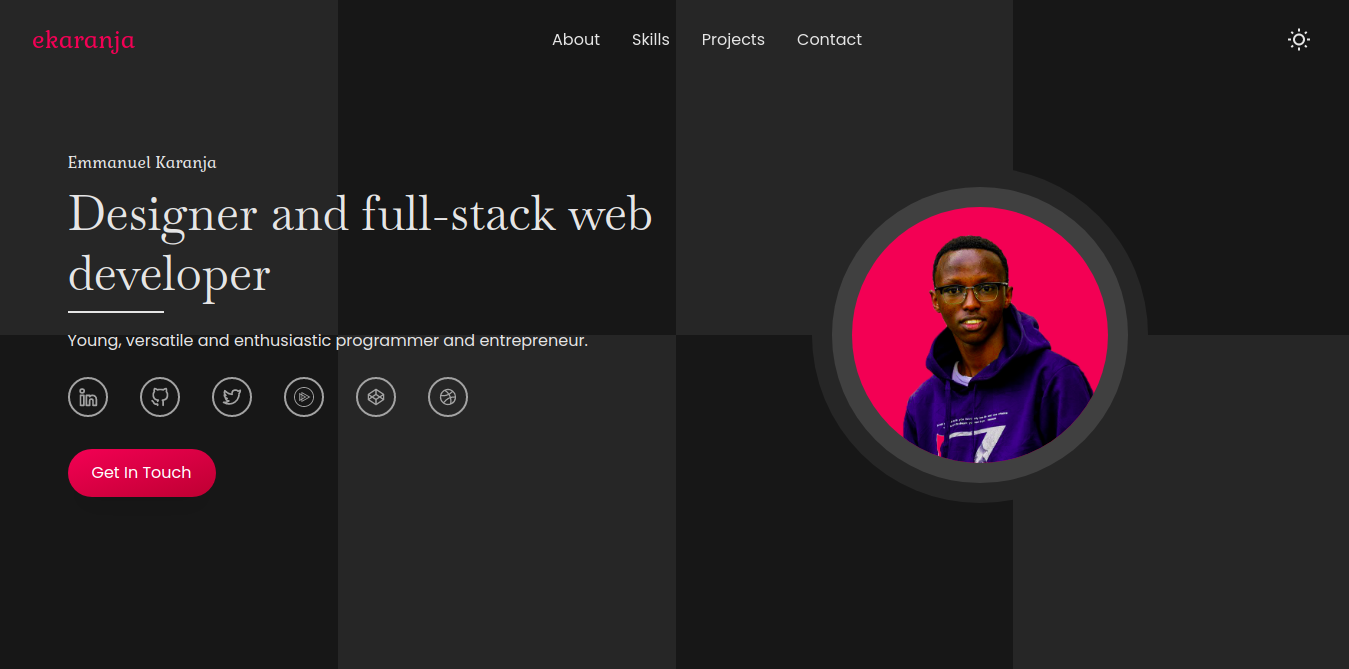 ekaranja
About Skills Projects Contact
Emmanuel Karanja
Designer and full-stack web
developer
Young, versatile and enthusiastic programmer and entrepreneur.
Get In Touch